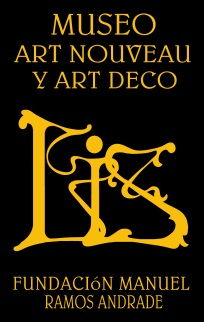 MUSEO
ART NOUVEAU
Y ART DECO
LiS
FUNDACIóN MANUEL
RAMOS ANDRADE